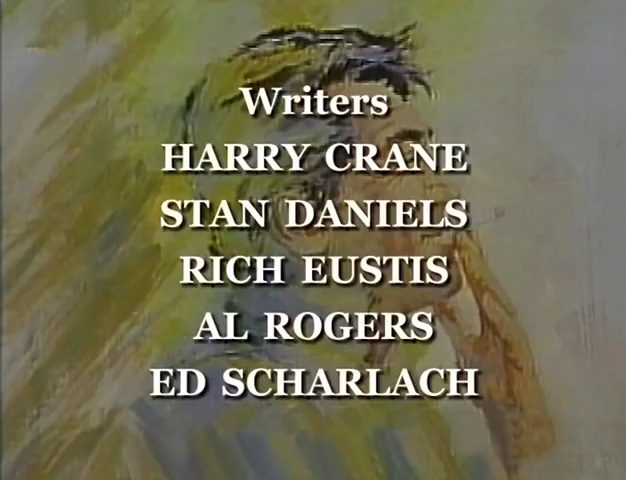 Writers
HARRY CRANE
STAN DANIELS
RICH EUSTIS
AL ROGERS
ED SCHARLACH